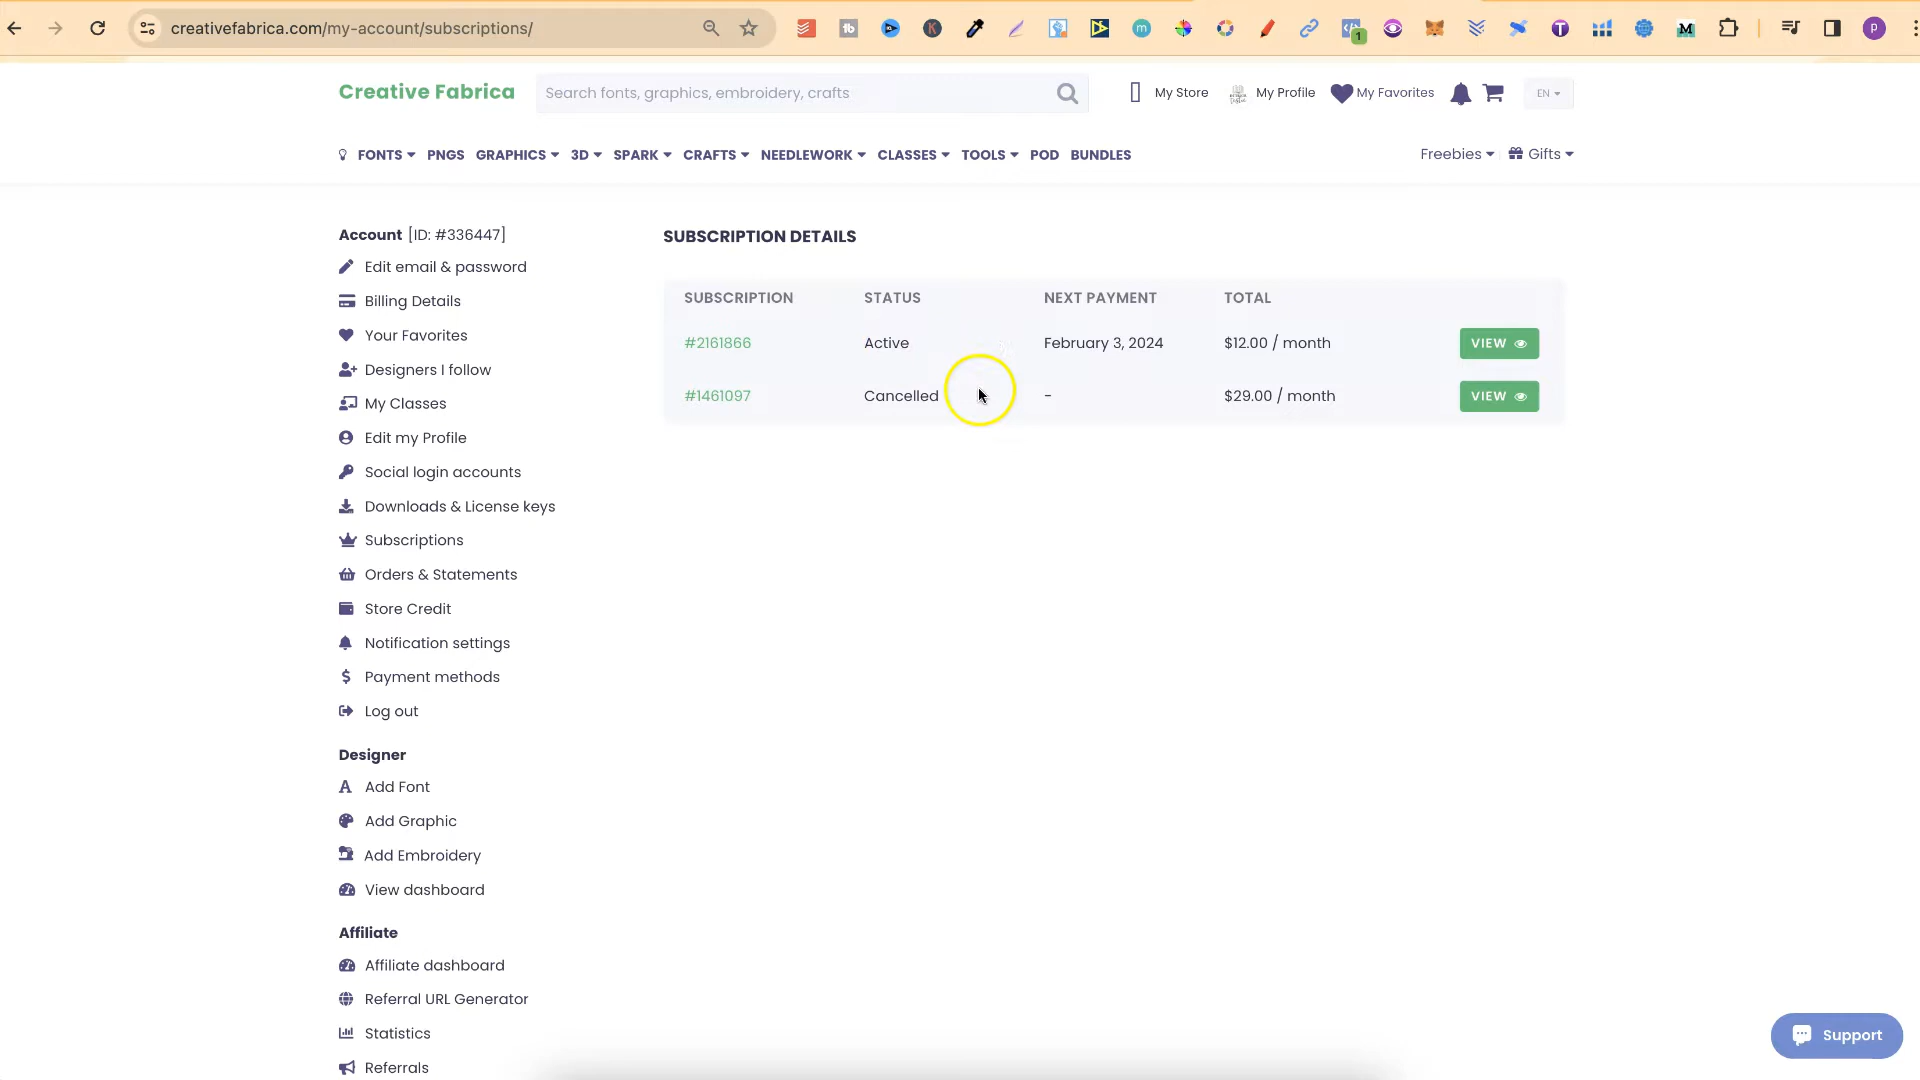 creativefabrica.com/my-account/subscriptions/
1
P
Creative Fabrica
Search fonts, graphics, embroidery, crafts
My Store
My Profile
My Favorites
EN
FONTS
PNGS
GRAPHICS
3D
SPARK
CRAFTS
NEEDLEWORK
CLASSES
TOOLS
POD
BUNDLES
Freebies
Gifts
Account [ID: #336447]
Edit email & password
Billing Details
Your Favorites
Designers I follow
My Classes
Edit my Profile
Social login accounts
Downloads & License keys
Subscriptions
Orders & Statements
Store Credit
Notification settings
Payment methods
Log out
Designer
Add Font
Add Graphic
Add Embroidery
View dashboard
Affiliate
Affiliate dashboard
Referral URL Generator
Statistics
Referrals
SUBSCRIPTION DETAILS
SUBSCRIPTION STATUS NEXT PAYMENT TOTAL
#2161866 Active February 3, 2024 $12.00 / month VIEW
#1461097 Cancelled - $29.00 / month VIEW
Support